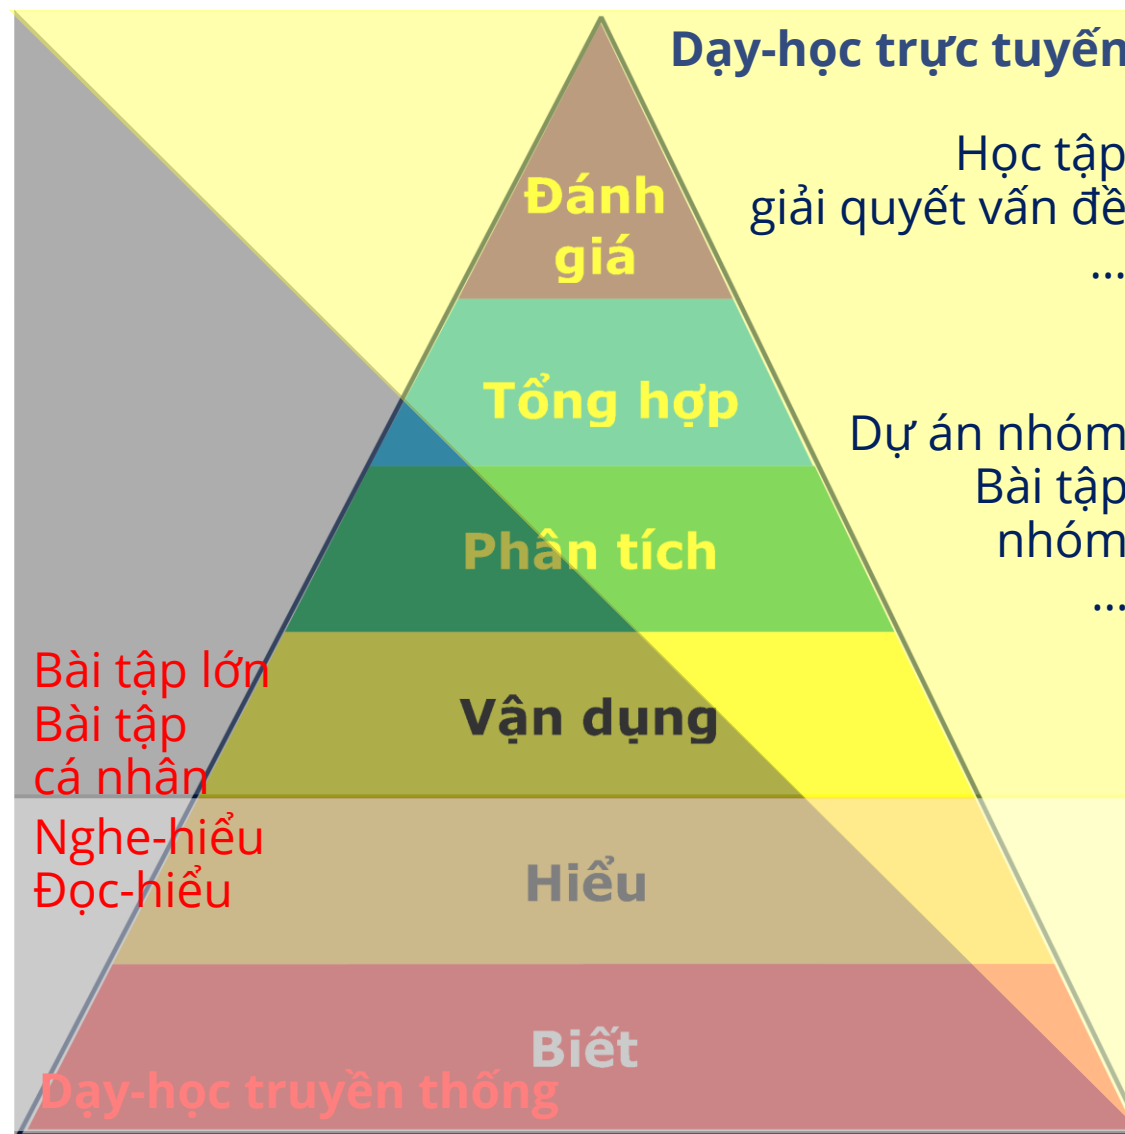 Dạy-học trực tuyến
Học tập
giải quyết vấn đề
...
Đánh
giá
Tổng hợp
Dự án nhóm
Bài tập
nhóm
...
Phân tích
Bài tập lớn
Bài tập
cá nhân
Vận dụng
Nghe-hiểu
Đọc-hiểu
Hiểu
Biết
Dạy-học truyền thống